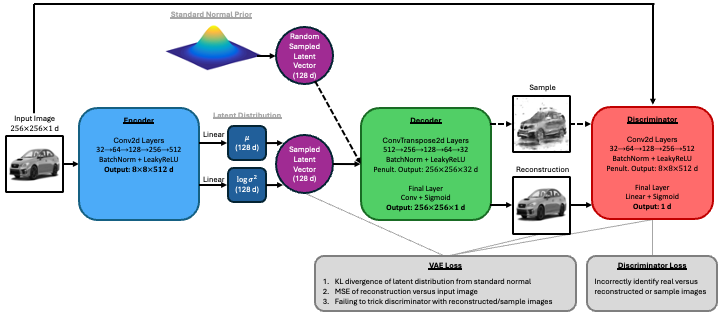 Standard Normal Prior
Random
Sampled
Latent
Vector
(128 d)
Input Image
256×256×1 d
Encoder
Conv2d Layers
32→64→128→256→512
BatchNorm + LeakyReLU
Output: 8×8×512 d
Latent Distribution
Linear
μ
(128 d)
Linear
log σ²
(128 d)
Sampled
Latent
Vector
(128 d)
Decoder
ConvTranspose2d Layers
512→256→128→64→32
BatchNorm + LeakyReLU
Penult. Output: 256×256×32 d
Final Layer
Conv + Sigmoid
Output: 256×256×1 d
Sample
Reconstruction
Discriminator
Conv2d Layers
32→64→128→256→512
BatchNorm + LeakyReLU
Penult. Output: 8×8×512 d
Final Layer
Linear + Sigmoid
Output: 1 d
VAE Loss
1. KL divergence of latent distribution from standard normal
2. MSE of reconstruction versus input image
3. Failing to trick discriminator with reconstructed/sample images
Discriminator Loss
Incorrectly identify real versus
reconstructed or sample images